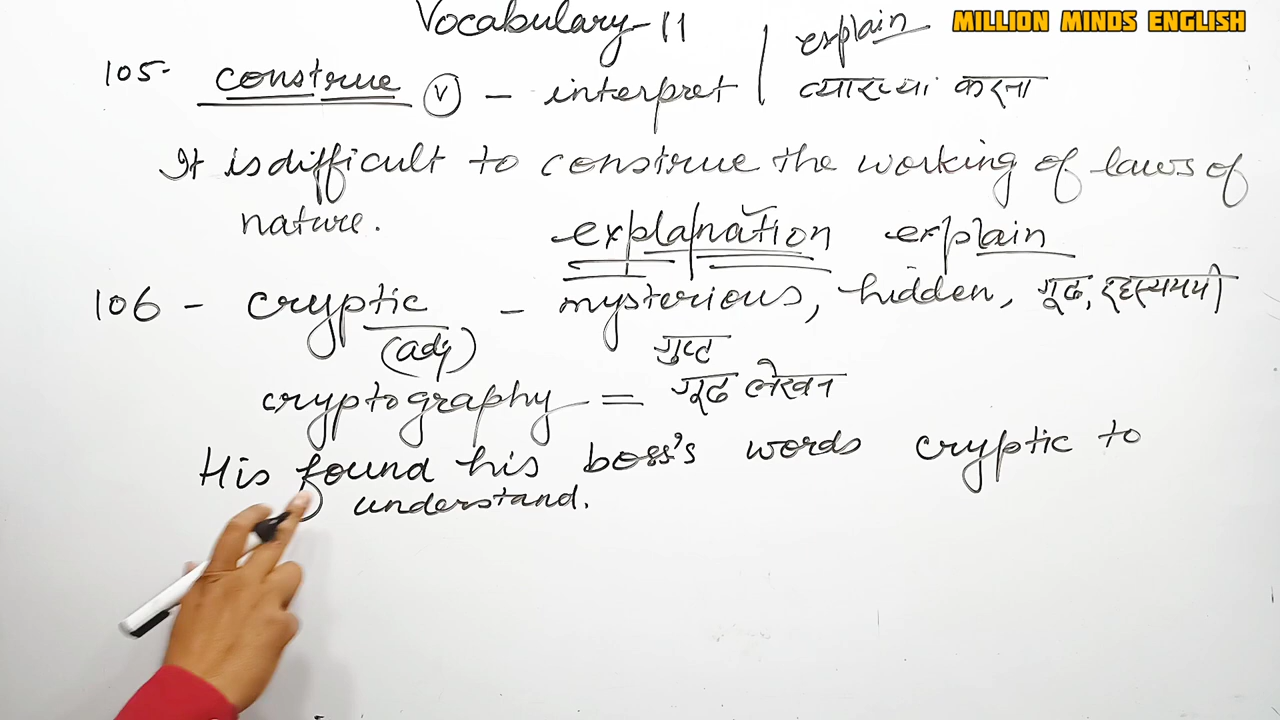 Vocabulary-11
MILLION MINDS ENGLISH
explain
105- construe (v) - interpret | व्याख्या करना
It is difficult to construe the working of laws of
nature.
explanation explain
106 - cryptic - mysterious, hidden, गूढ, रहस्यमयी
(adj) गुप्त
cryptography = गूढ लेखन
His found his boss's words cryptic to
understand.